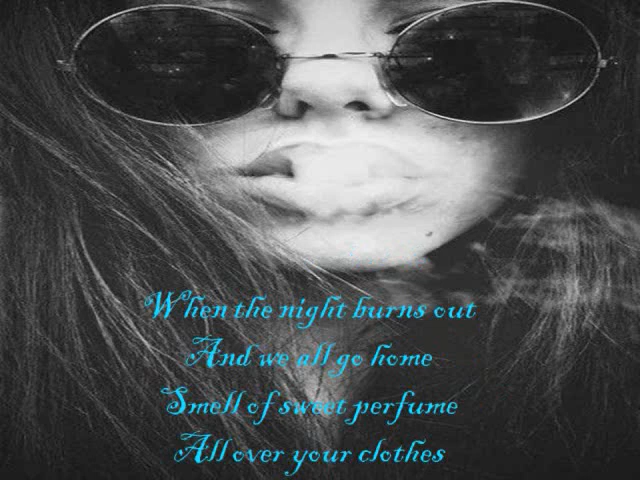 When the night burns out
And we all go home
Smell of sweet perfume
All over your clothes